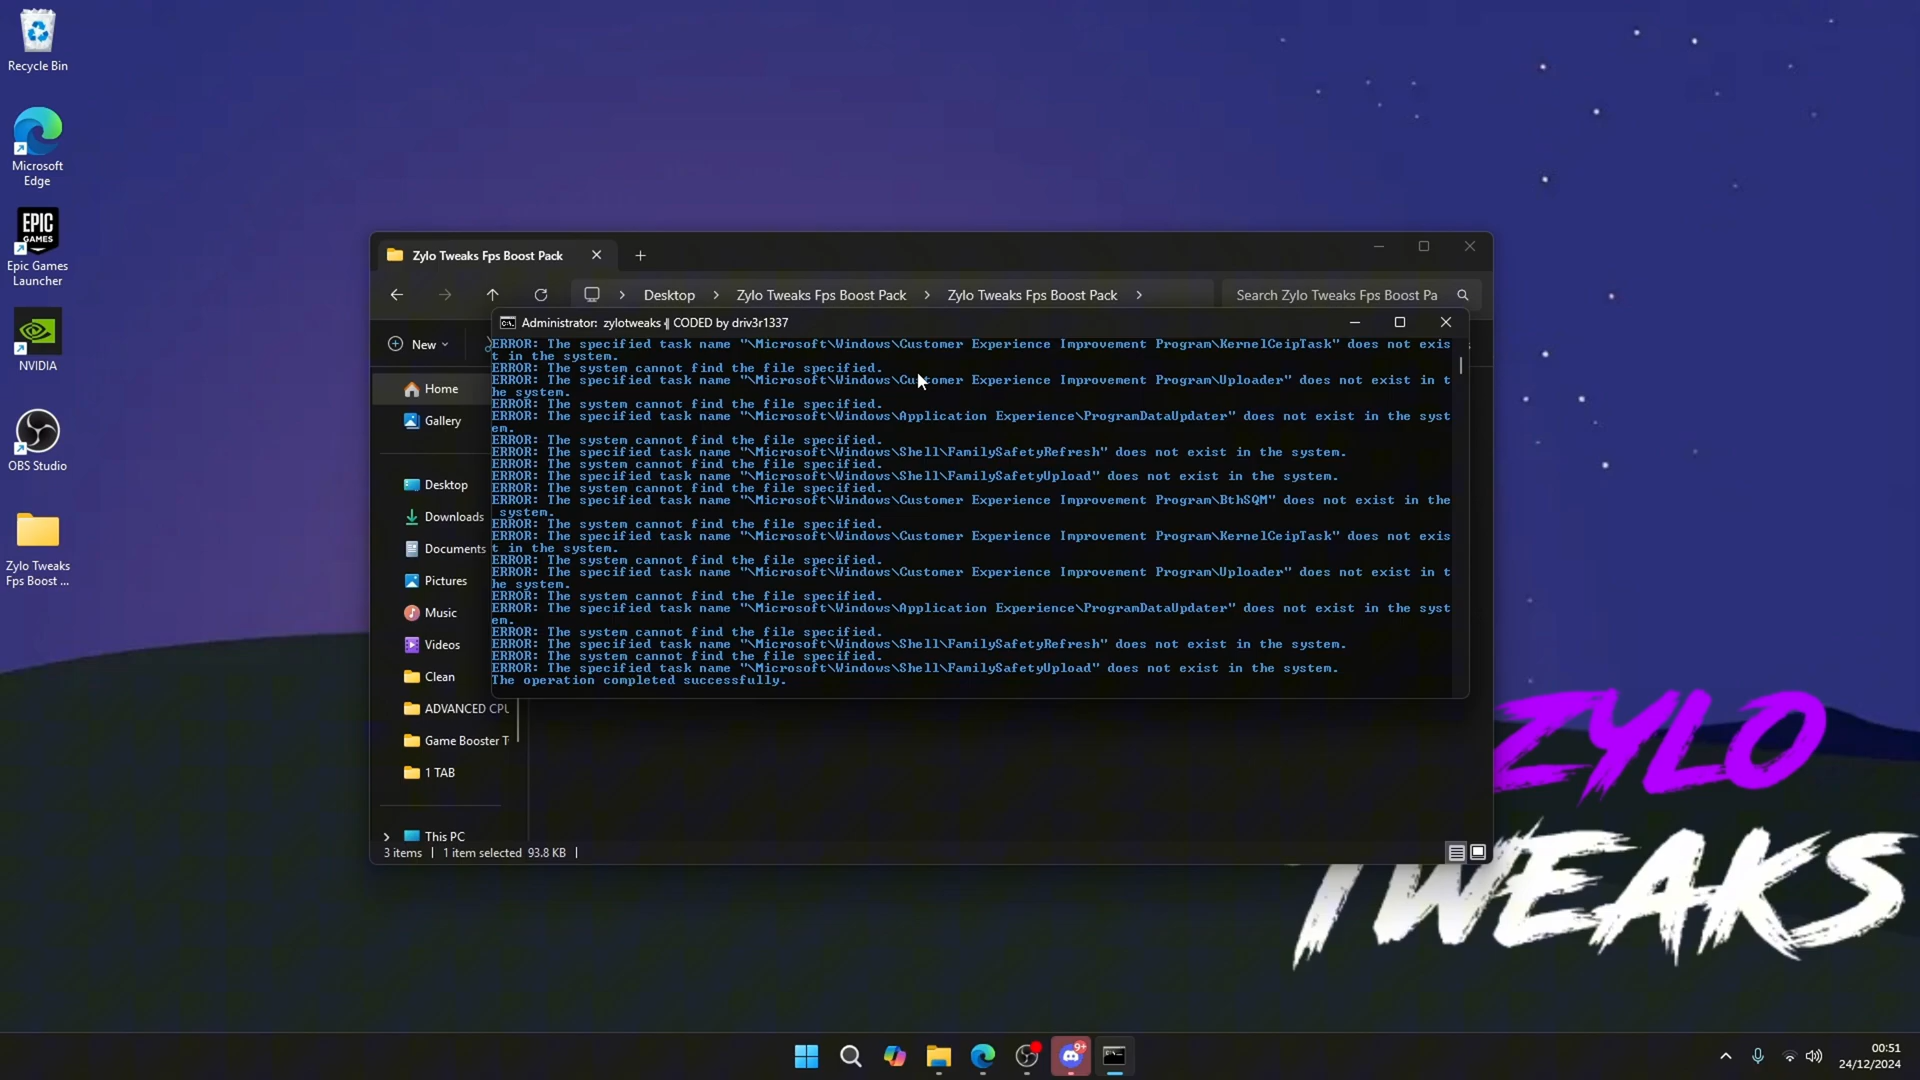 Recycle Bin
Microsoft
Edge
EPIC
GAMES
Epic Games
Launcher
NVIDIA
OBS Studio
Zylo Tweaks
Fps Boost ...
Zylo Tweaks Fps Boost Pack
Desktop > Zylo Tweaks Fps Boost Pack > Zylo Tweaks Fps Boost Pack >
Search Zylo Tweaks Fps Boost Pa
New
Administrator: zylotweaks ╣ CODED by driv3r1337
ERROR: The specified task name "\Microsoft\Windows\Customer Experience Improvement Program\KernelCeipTask" does not exis
t in the system.
ERROR: The system cannot find the file specified.
ERROR: The specified task name "\Microsoft\Windows\Customer Experience Improvement Program\Uploader" does not exist in t
he system.
ERROR: The system cannot find the file specified.
ERROR: The specified task name "\Microsoft\Windows\Application Experience\ProgramDataUpdater" does not exist in the syst
em.
ERROR: The system cannot find the file specified.
ERROR: The specified task name "\Microsoft\Windows\Shell\FamilySafetyRefresh" does not exist in the system.
ERROR: The system cannot find the file specified.
ERROR: The specified task name "\Microsoft\Windows\Shell\FamilySafetyUpload" does not exist in the system.
ERROR: The system cannot find the file specified.
ERROR: The specified task name "\Microsoft\Windows\Customer Experience Improvement Program\BthSQM" does not exist in the
 system.
ERROR: The system cannot find the file specified.
ERROR: The specified task name "\Microsoft\Windows\Customer Experience Improvement Program\KernelCeipTask" does not exis
t in the system.
ERROR: The system cannot find the file specified.
ERROR: The specified task name "\Microsoft\Windows\Customer Experience Improvement Program\Uploader" does not exist in t
he system.
ERROR: The system cannot find the file specified.
ERROR: The specified task name "\Microsoft\Windows\Application Experience\ProgramDataUpdater" does not exist in the syst
em.
ERROR: The system cannot find the file specified.
ERROR: The specified task name "\Microsoft\Windows\Shell\FamilySafetyRefresh" does not exist in the system.
ERROR: The system cannot find the file specified.
ERROR: The specified task name "\Microsoft\Windows\Shell\FamilySafetyUpload" does not exist in the system.
The operation completed successfully.
Home
Gallery
Desktop
Downloads
Documents
Pictures
Music
Videos
Clean
ADVANCED CPU
Game Booster T
1 TAB
This PC
3 items | 1 item selected 93.8 KB |
ZYLO
TWEAKS
9+
00:51
24/12/2024